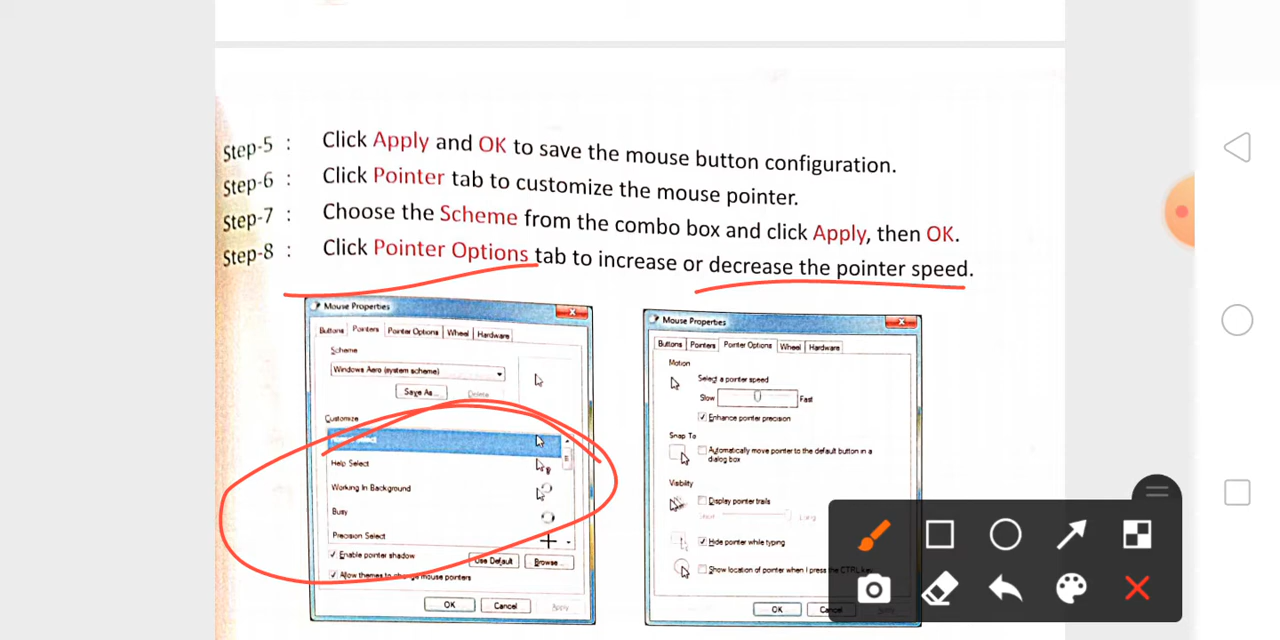 Step-5 : Click Apply and OK to save the mouse button configuration.
Step-6 : Click Pointer tab to customize the mouse pointer.
Step-7 : Choose the Scheme from the combo box and click Apply, then OK.
Step-8 : Click Pointer Options tab to increase or decrease the pointer speed.
Mouse Properties
Buttons Pointers Pointer Options Wheel Hardware
Scheme
Windows Aero (system scheme)
Save As... Delete
Customize
Help Select
Working In Background
Busy
Precision Select
Enable pointer shadow
Use Default Browse...
Allow themes to change mouse pointers
OK Cancel Apply
Mouse Properties
Buttons Pointers Pointer Options Wheel Hardware
Motion
Select a pointer speed
Slow Fast
Enhance pointer precision
Snap To
Automatically move pointer to the default button in a
dialog box
Visibility
Display pointer trails
Long
Hide pointer while typing
Show location of pointer when I press the CTRL key
OK Cancel Apply